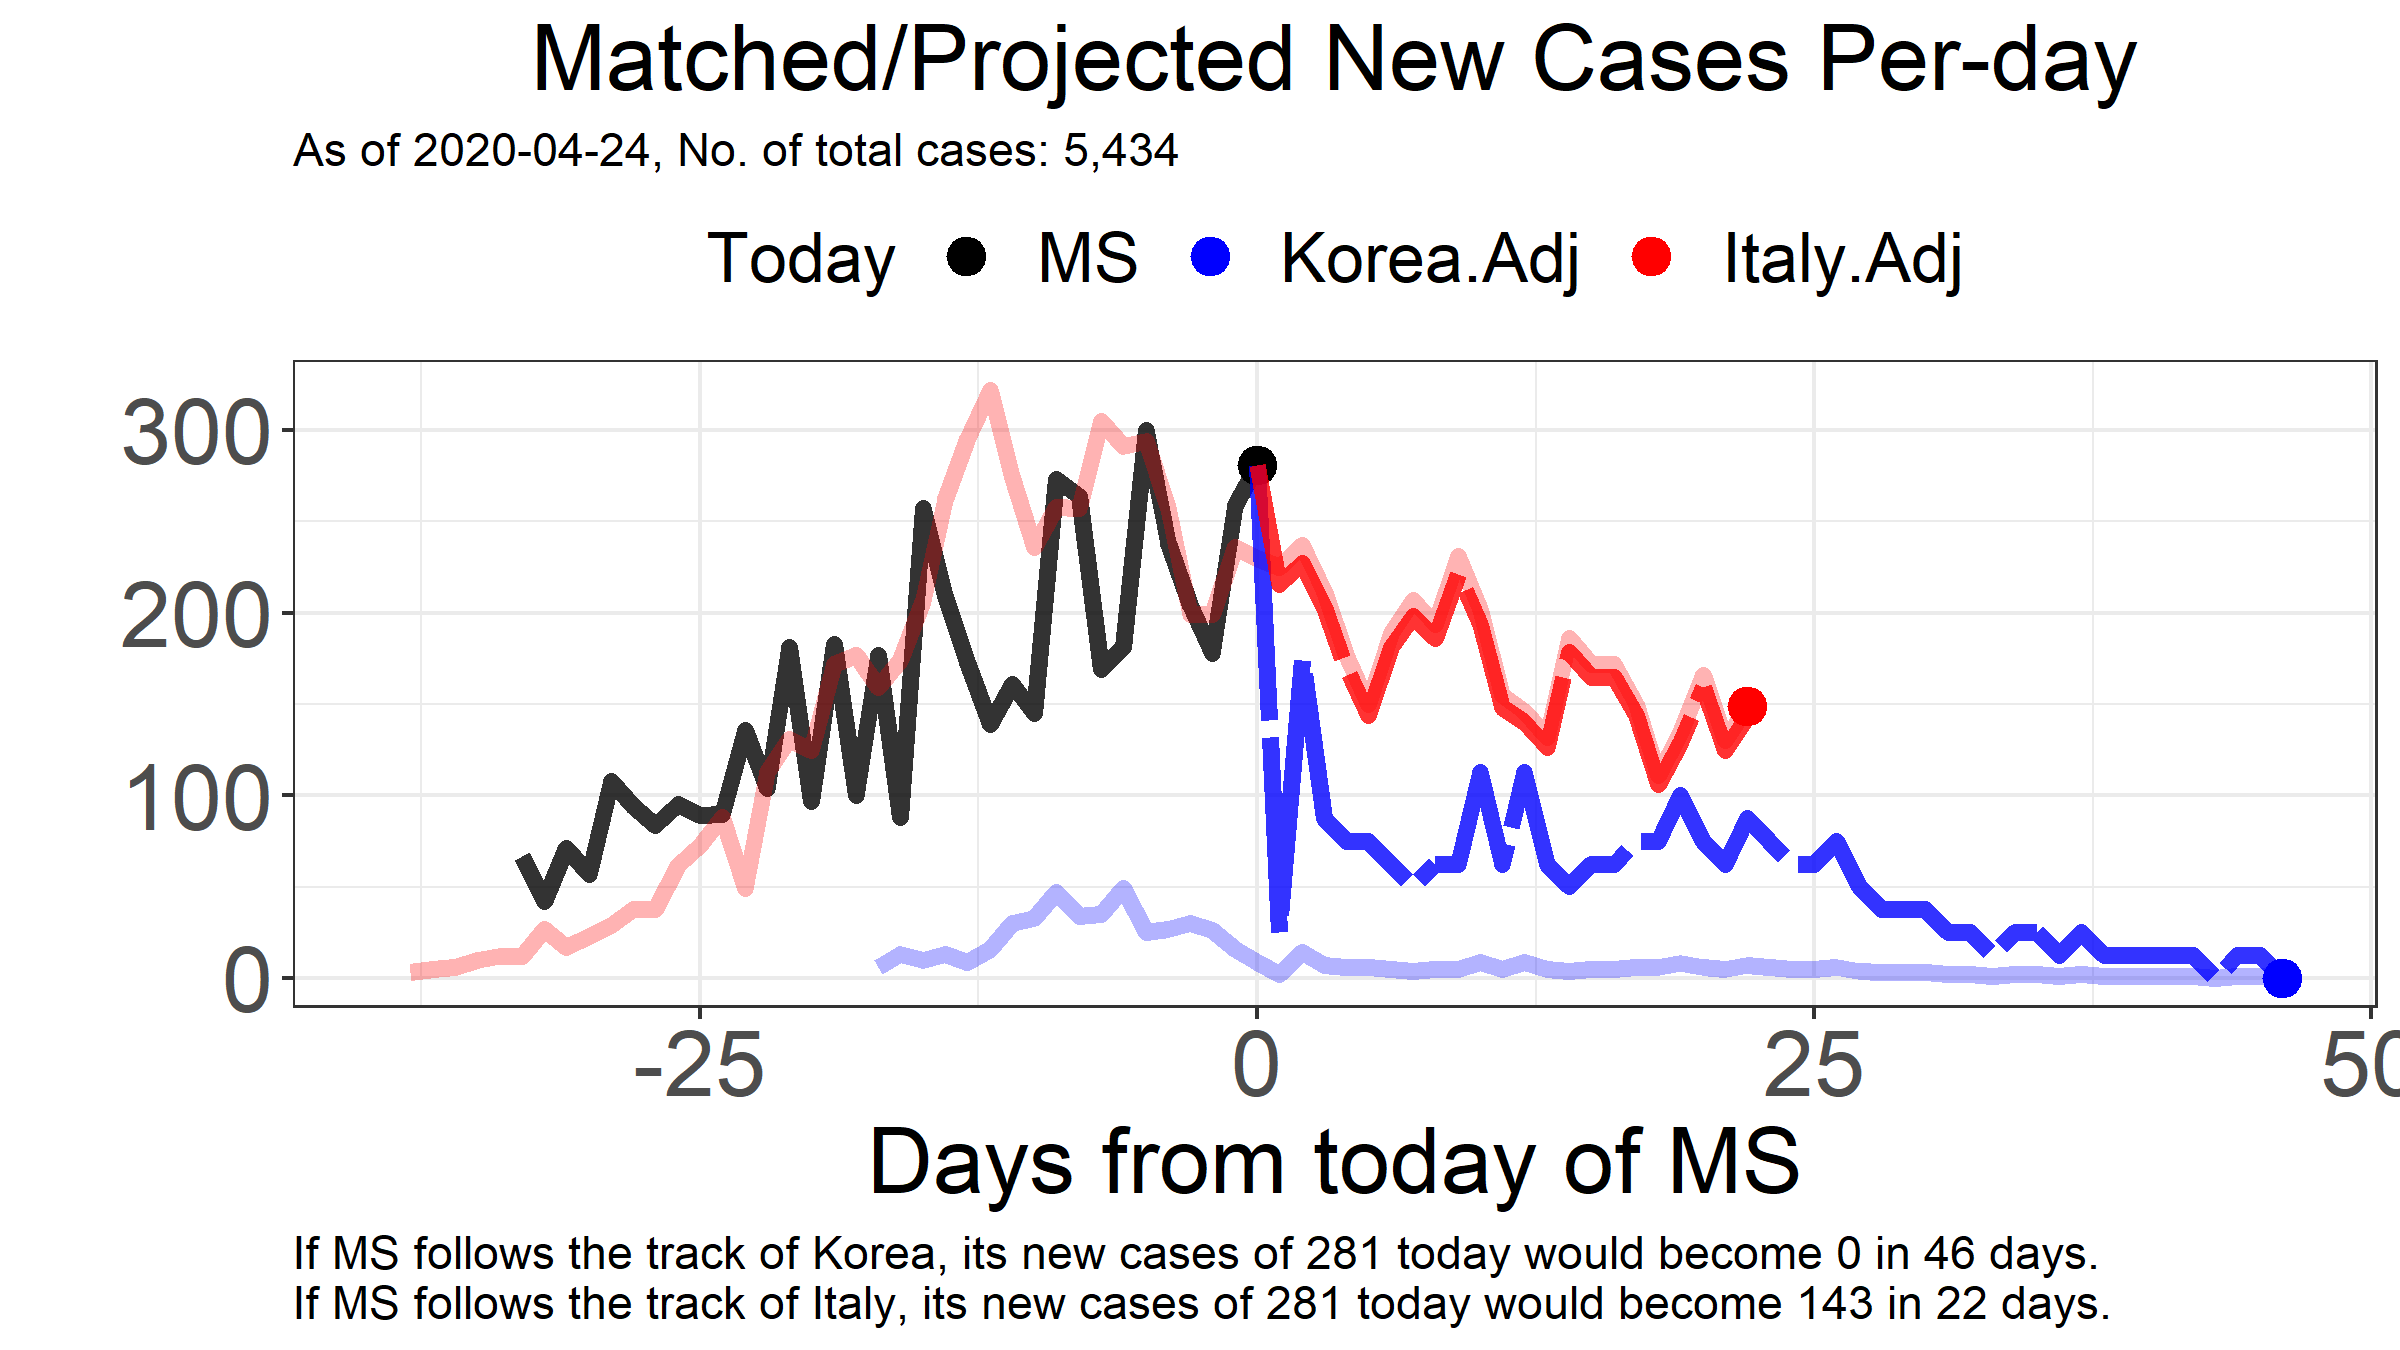 Matched/Projected New Cases Per-day
As of 2020-04-24, No. of total cases: 5,434
Today MS Korea.Adj Italy.Adj
300
200
100
0
-25 0 25 50
Days from today of MS
If MS follows the track of Korea, its new cases of 281 today would become 0 in 46 days.
If MS follows the track of Italy, its new cases of 281 today would become 143 in 22 days.